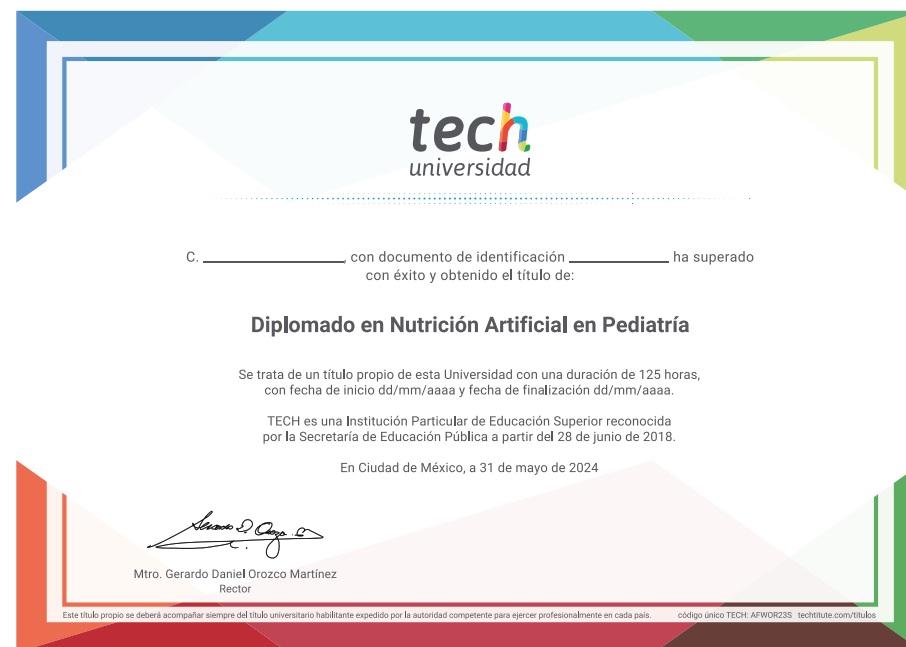 tech
universidad
C. ____________________, con documento de identificación ______________ ha superado
con éxito y obtenido el título de:
Diplomado en Nutrición Artificial en Pediatría
Se trata de un título propio de esta Universidad con una duración de 125 horas,
con fecha de inicio dd/mm/aaaa y fecha de finalización dd/mm/aaaa.
TECH es una Institución Particular de Educación Superior reconocida
por la Secretaría de Educación Pública a partir del 28 de junio de 2018.
En Ciudad de México, a 31 de mayo de 2024
Mtro. Gerardo Daniel Orozco Martínez
Rector
Este título propio se deberá acompañar siempre del título universitario habilitante expedido por la autoridad competente para ejercer profesionalmente en cada país. código único TECH: AFWOR23S techtitute.com/titulos